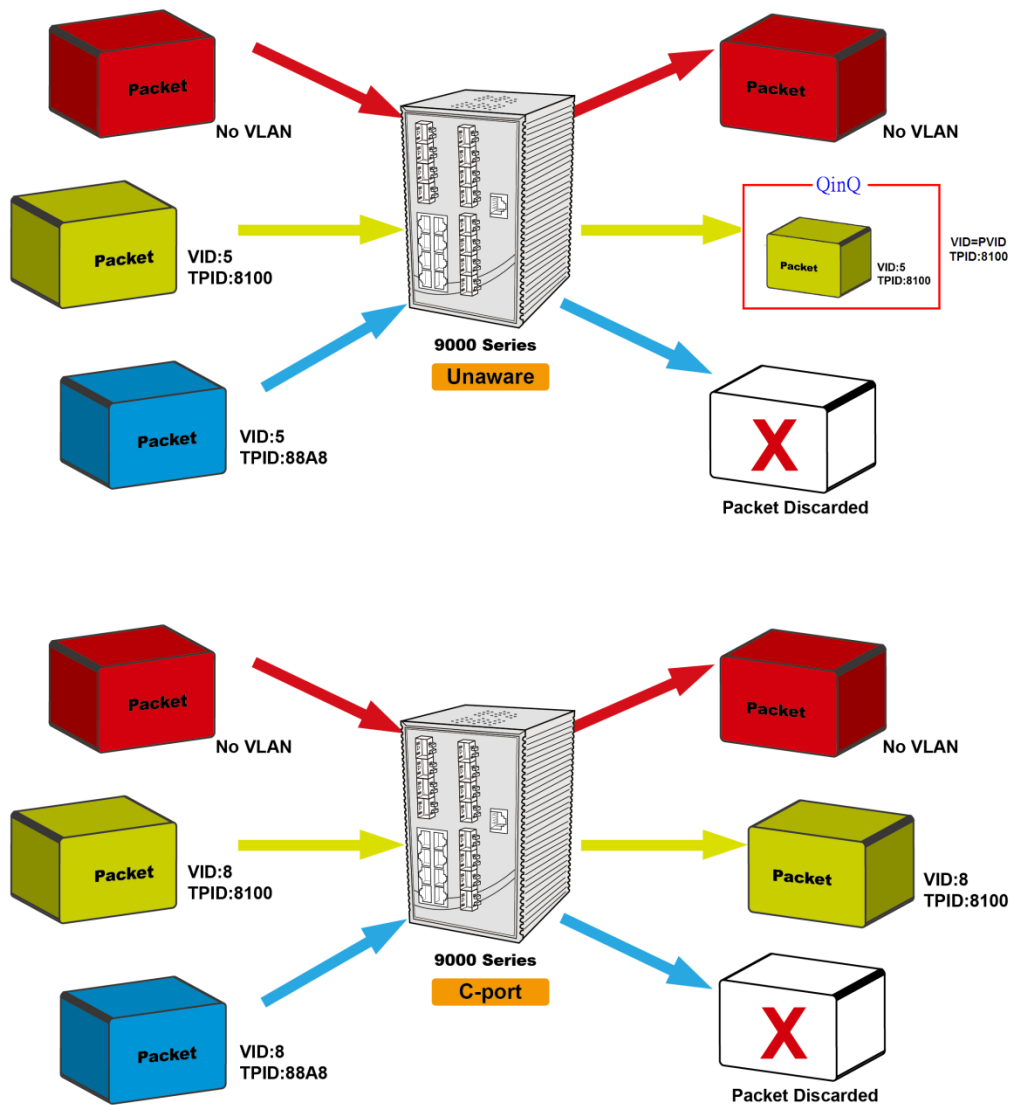 Packet
No VLAN
Packet
No VLAN
Packet
VID:5
TPID:8100
QinQ
Packet
VID:5
TPID:8100
VID=PVID
TPID:8100
9000 Series
Unaware
Packet
VID:5
TPID:88A8
X
Packet Discarded
Packet
No VLAN
Packet
No VLAN
Packet
VID:8
TPID:8100
Packet
VID:8
TPID:8100
9000 Series
C-port
Packet
VID:8
TPID:88A8
X
Packet Discarded